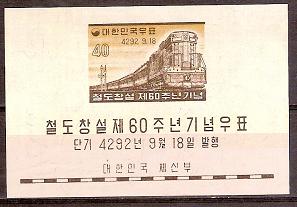 대한민국우표
4292.9.18
40
철도창설 제60주년기념
철도창설제60주년기념우표
단기 4292년 9월 18일 발행
대한민국 체신부